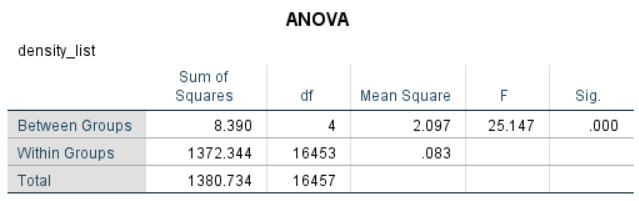 ANOVA
density_list
Sum of Squares df Mean Square F Sig.
Between Groups 8.390 4 2.097 25.147 .000
Within Groups 1372.344 16453 .083
Total 1380.734 16457